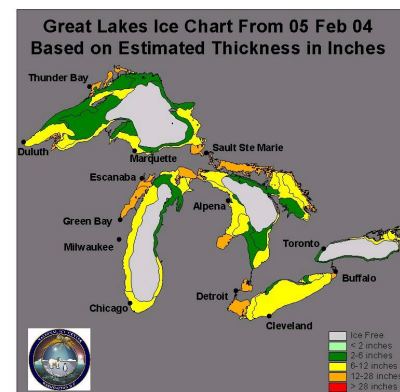 Great Lakes Ice Chart From 05 Feb 04
Based on Estimated Thickness in Inches
Thunder Bay
Duluth
Marquette
Sault Ste Marie
Escanaba
Green Bay
Alpena
Milwaukee
Toronto
Buffalo
Detroit
Chicago
Cleveland
Ice Free
< 2 inches
2-6 inches
6-12 inches
12-28 inches
> 28 inches